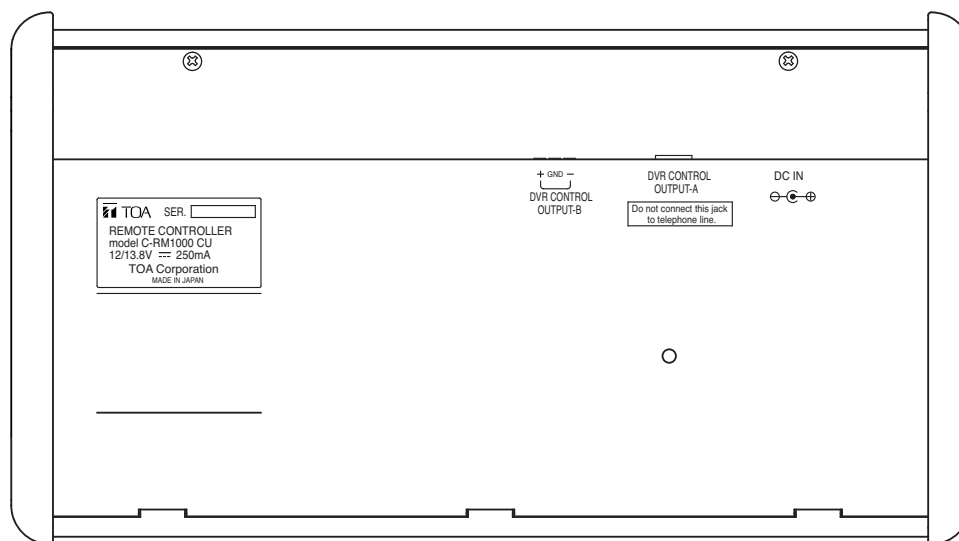 + GND −
DVR CONTROL
OUTPUT-B
DVR CONTROL
OUTPUT-A
Do not connect this jack
to telephone line.
DC IN
TOA SER.
REMOTE CONTROLLER
model C-RM1000 CU
12/13.8V ⎓ 250mA
TOA Corporation
MADE IN JAPAN